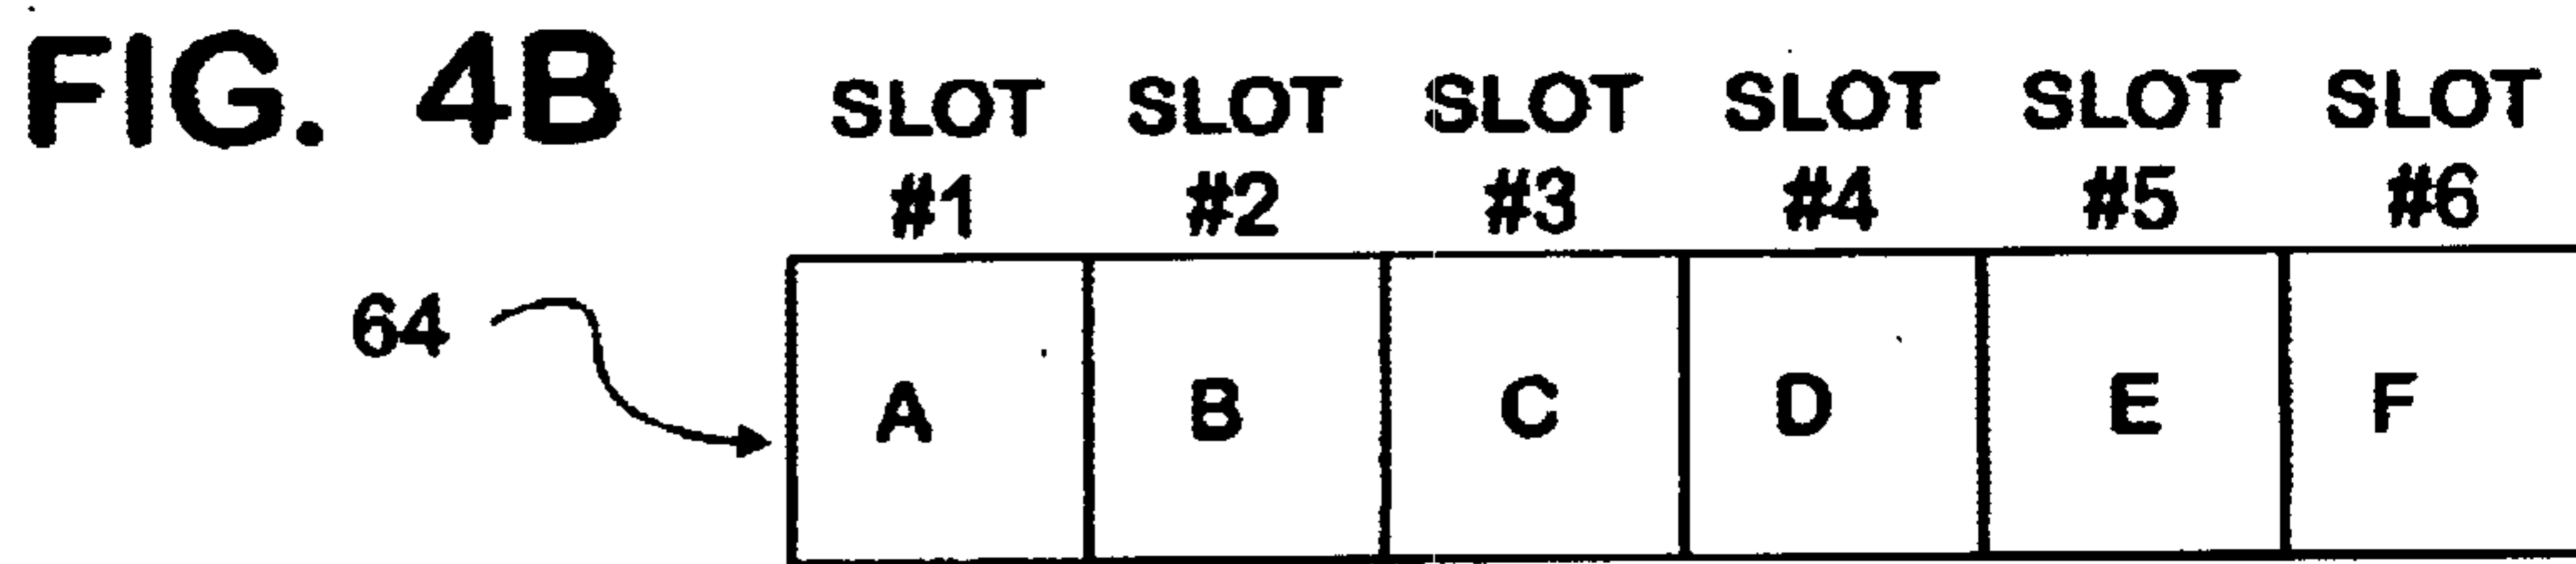 FIG. 4B
SLOT SLOT SLOT SLOT SLOT SLOT
#1 #2 #3 #4 #5 #6
64
A B C D E F